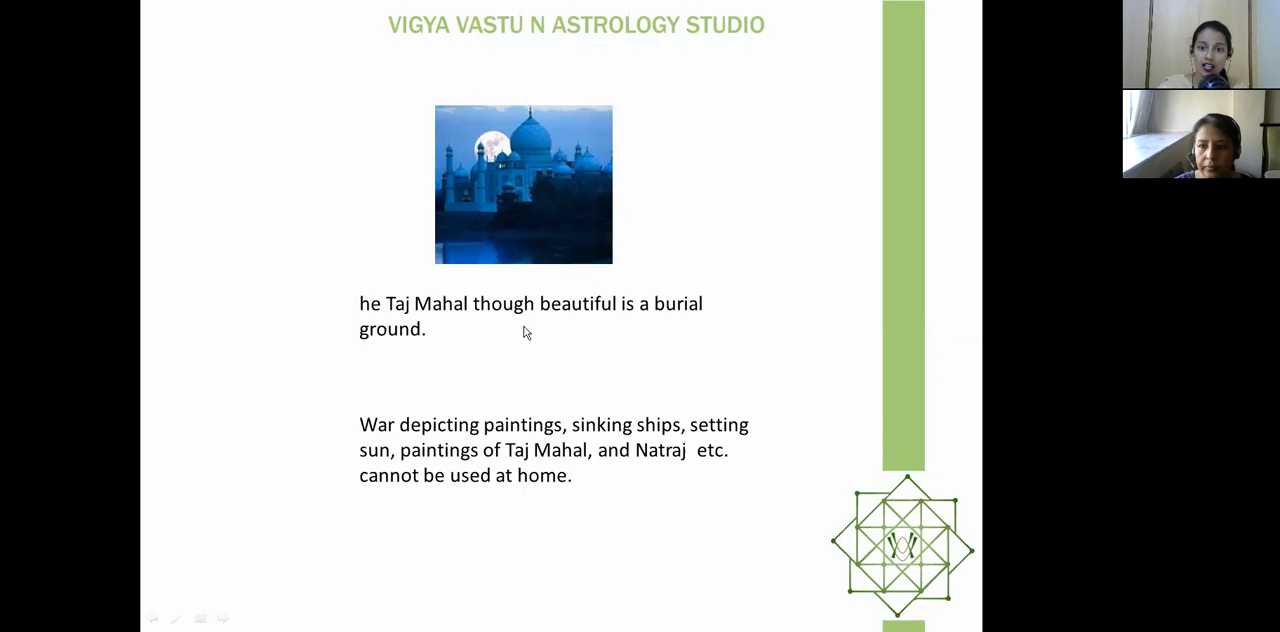 VIGYA VASTU N ASTROLOGY STUDIO
he Taj Mahal though beautiful is a burial
ground.
War depicting paintings, sinking ships, setting
sun, paintings of Taj Mahal, and Natraj etc.
cannot be used at home.